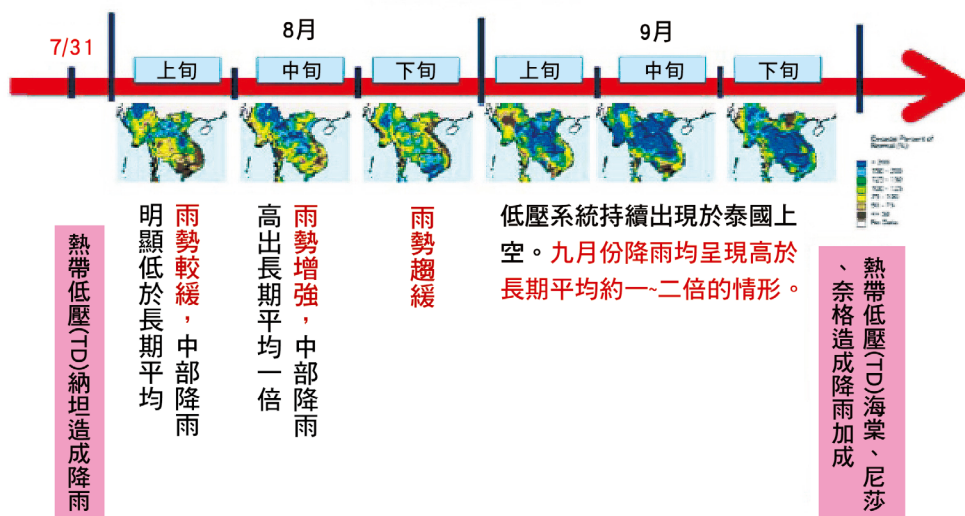 8月
9月
7/31
上旬
中旬
下旬
上旬
中旬
下旬
Percent of
Normal (%)
熱帶低壓(TD)納坦造成降雨
雨勢較緩，中部降雨
明顯低於長期平均
雨勢增強，中部降雨
高出長期平均一倍
雨勢趨緩
低壓系統持續出現於泰國上
空。九月份降雨均呈現高於
長期平均約一~二倍的情形。
熱帶低壓(TD)海棠、尼莎
、奈格造成降雨加成